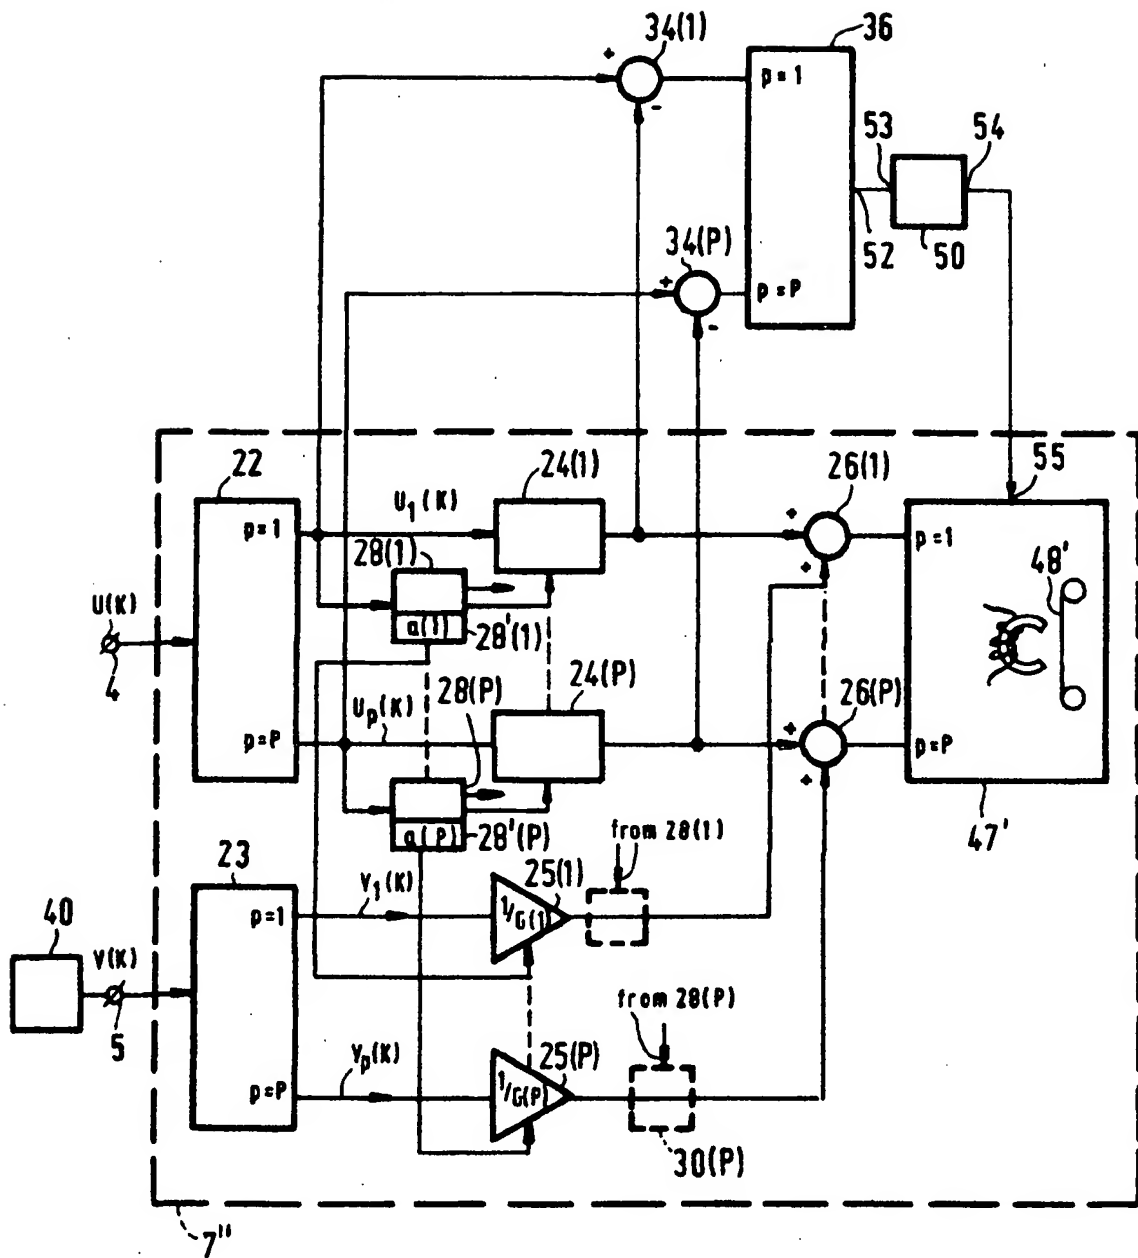 34(1)
36
+
-
p=1
53
54
34(P)
+
-
p=P
52
50
22
24(1)
26(1)
55
p=1
U₁(K)
+
+
p=1
28(1)
48'
U(K)
4
a(1)
28'(1)
28(P)
24(P)
26(P)
Uₚ(K)
p=P
+
+
p=P
a(P)
28'(P)
47'
from 28(1)
23
25(1)
V₁(K)
p=1
1/G(1)
40
V(K)
5
from 28(P)
25(P)
Vₚ(K)
p=P
1/G(P)
30(P)
7"